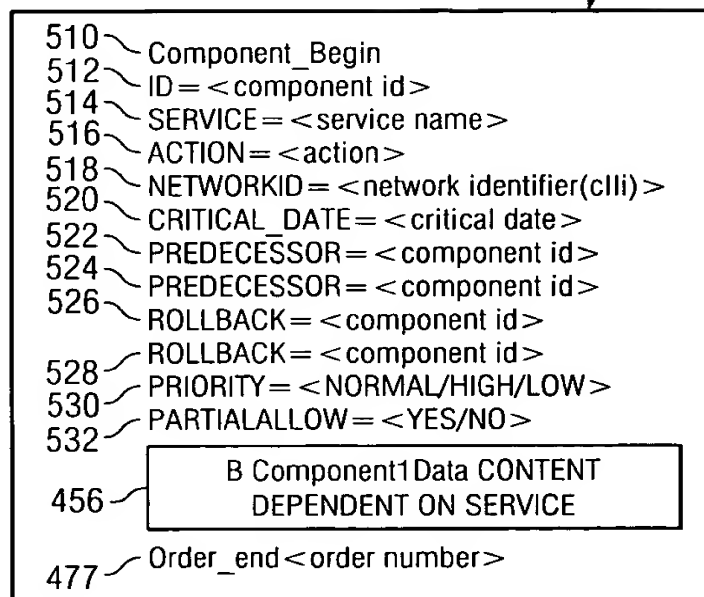 510 Component_Begin
512 ID=<component id>
514 SERVICE=<service name>
516 ACTION=<action>
518 NETWORKID=<network identifier(clli)>
520 CRITICAL_DATE=<critical date>
522 PREDECESSOR=<component id>
524 PREDECESSOR=<component id>
526 ROLLBACK=<component id>
528 ROLLBACK=<component id>
530 PRIORITY=<NORMAL/HIGH/LOW>
532 PARTIALALLOW=<YES/NO>
456 B Component1Data CONTENT
DEPENDENT ON SERVICE
477 Order_end<order number>